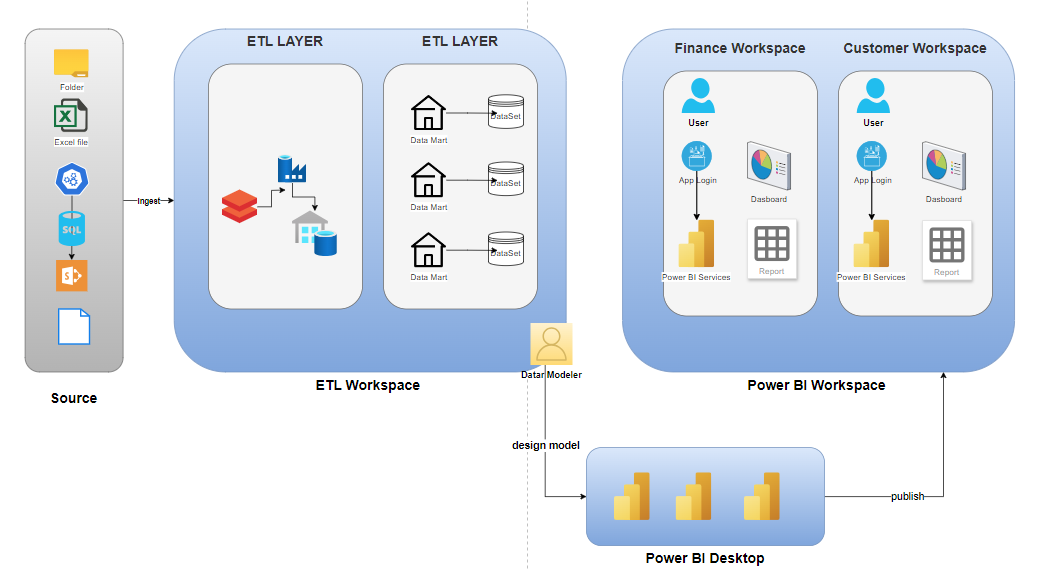 ETL LAYER
ETL LAYER
Finance Workspace
Customer Workspace
Folder
Excel file
SQL
S
Ingest
Data Mart
DataSet
Data Mart
DataSet
Data Mart
DataSet
User
App Login
Dasboard
Power BI Services
Report
User
App Login
Dasboard
Power BI Services
Report
Source
ETL Workspace
Datar Modeler
Power BI Workspace
design model
publish
Power BI Desktop